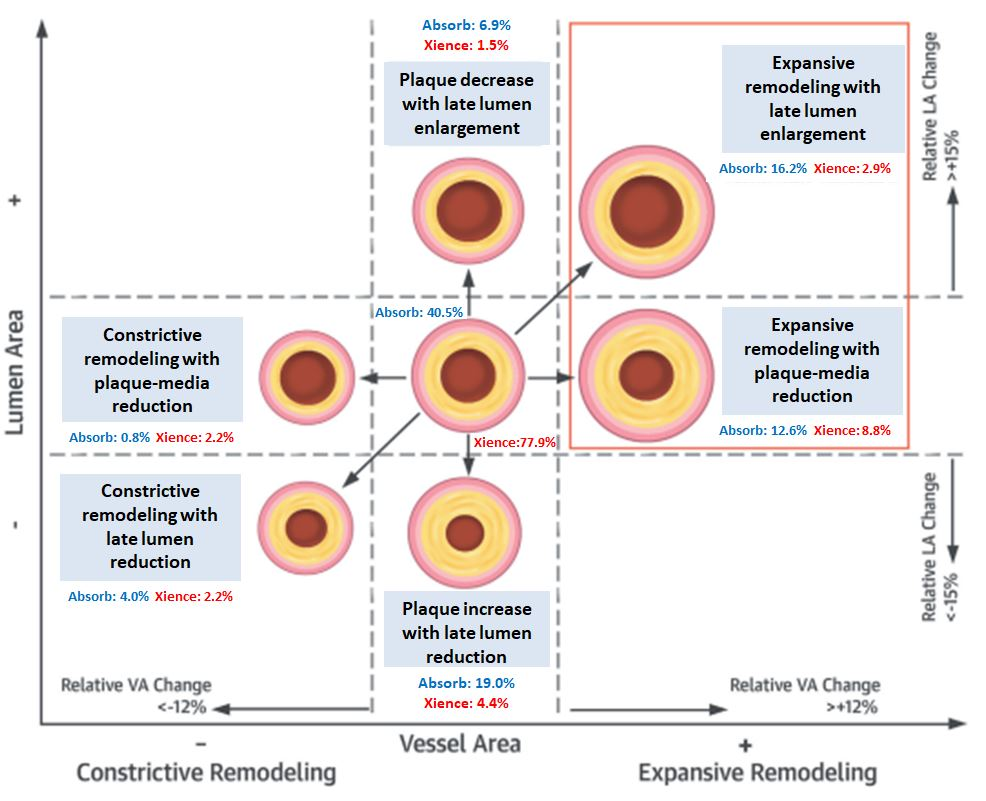 Absorb: 6.9%
Xience: 1.5%
Plaque decrease
with late lumen
enlargement
Expansive
remodeling with
late lumen
enlargement
Absorb: 16.2% Xience: 2.9%
Relative LA Change
>+15%
+
Lumen Area
-
Absorb: 40.5%
Constrictive
remodeling with
plaque-media
reduction
Absorb: 0.8% Xience: 2.2%
Expansive
remodeling with
plaque-media
reduction
Absorb: 12.6% Xience: 8.8%
Xience:77.9%
Constrictive
remodeling with
late lumen
reduction
Absorb: 4.0% Xience: 2.2%
Plaque increase
with late lumen
reduction
Absorb: 19.0%
Xience: 4.4%
Relative LA Change
<-15%
Relative VA Change
<-12%
Relative VA Change
>+12%
Vessel Area
–
Constrictive Remodeling
+
Expansive Remodeling